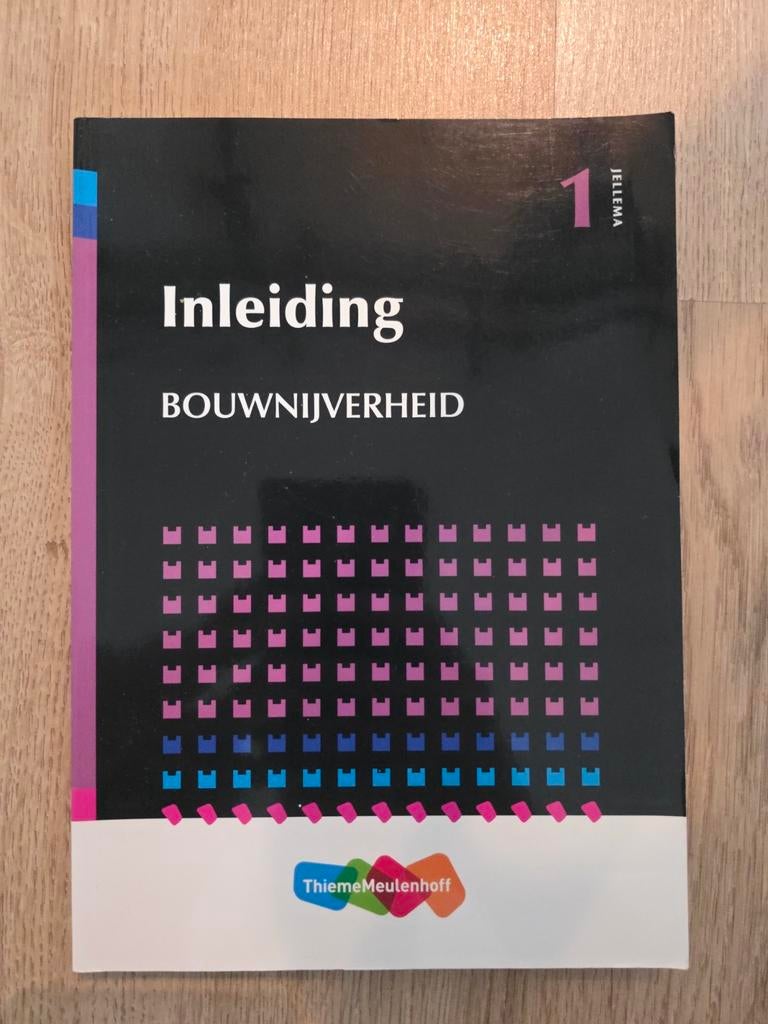 1
JELLEMA
Inleiding
BOUWNIJVERHEID
ThiemeMeulenhoff